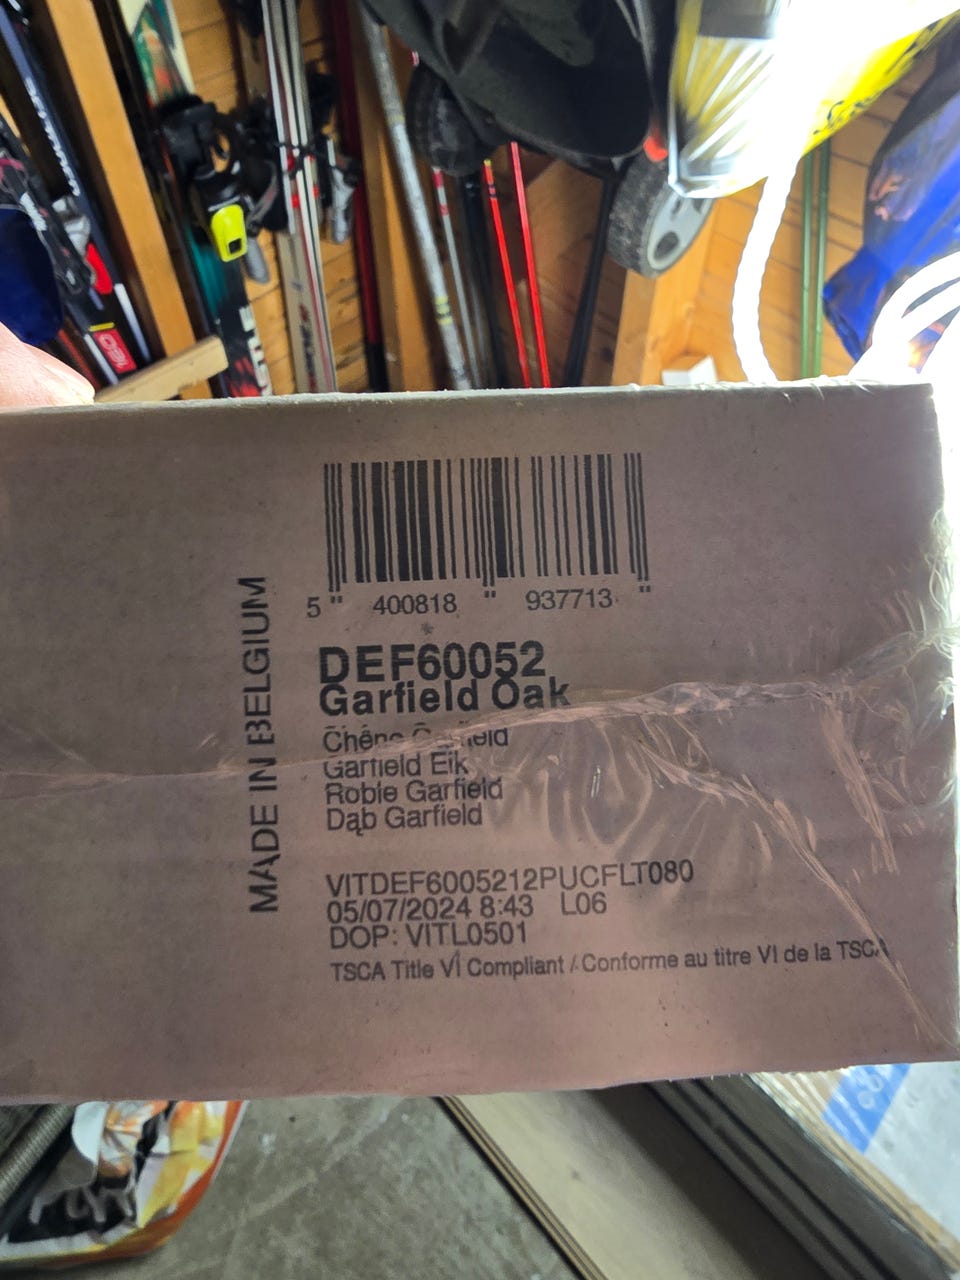 5 400818 937713
MADE IN BELGIUM
DEF60052
Garfield Oak
Chêne Garfield
Garfield Eik
Roble Garfield
Dąb Garfield
VITDEF6005212PUCFLT080
05/07/2024 8:43 L06
DOP: VITL0501
TSCA Title VI Compliant / Conforme au titre VI de la TSCA